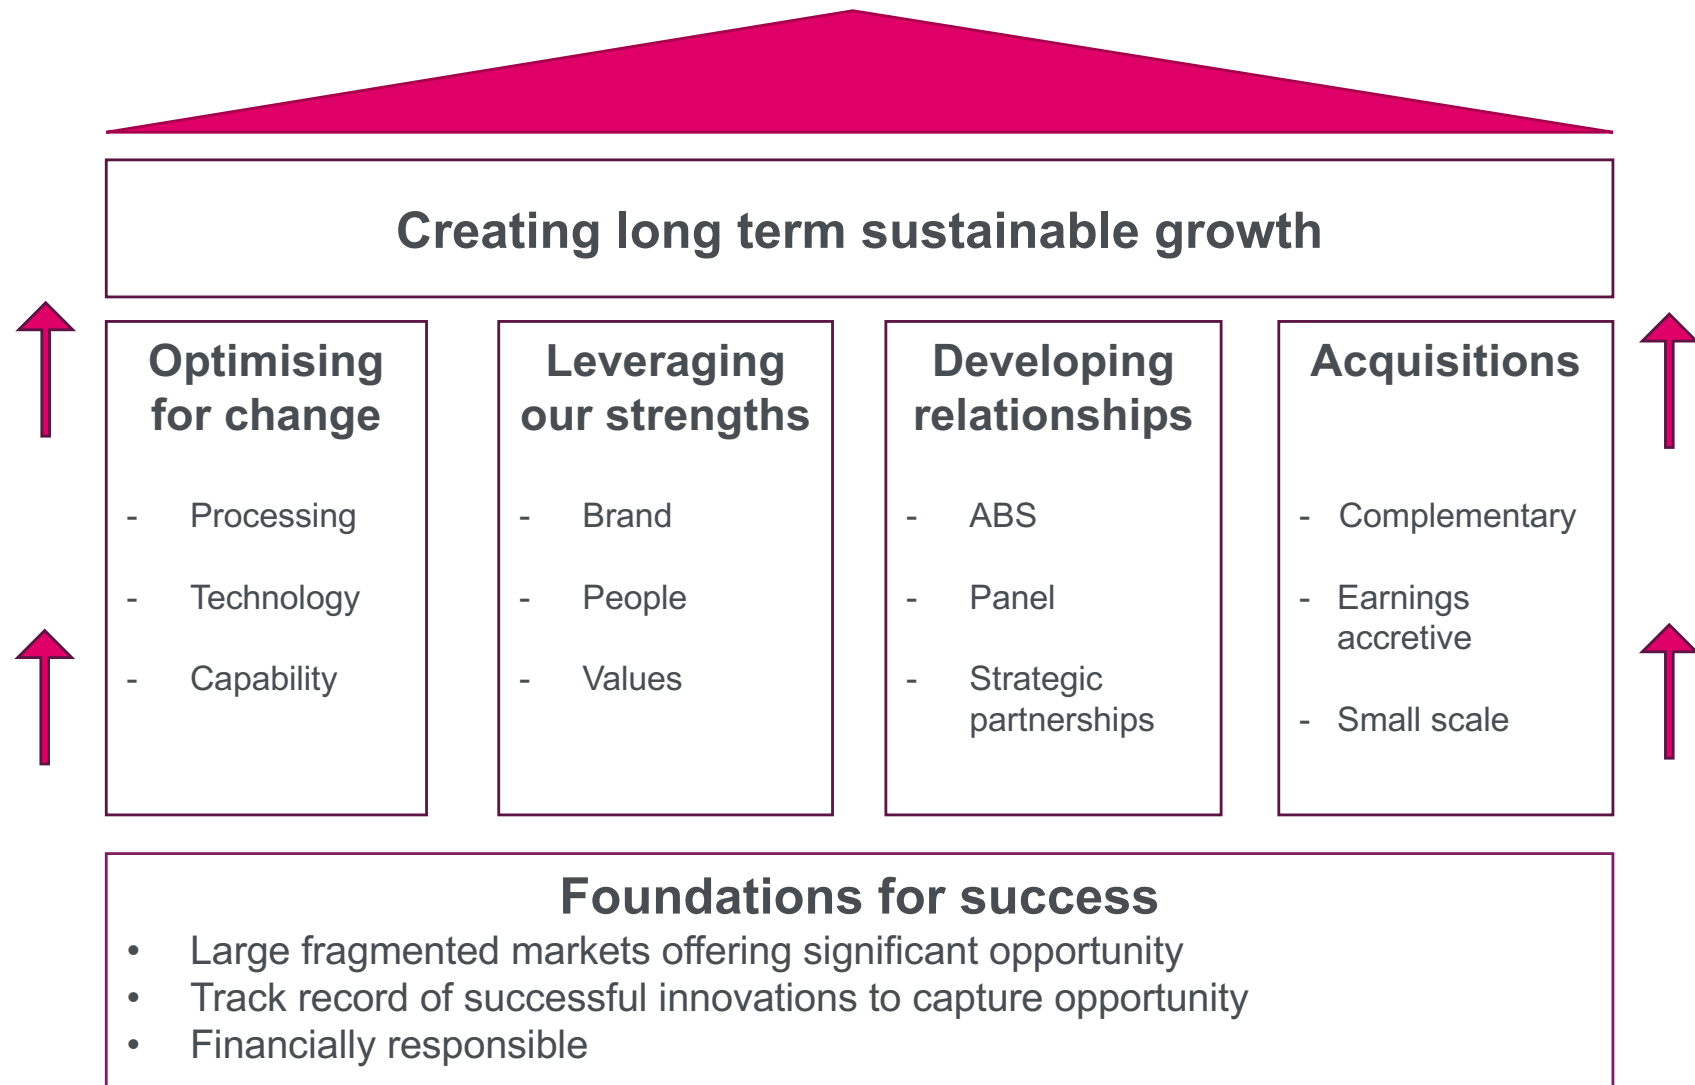 Creating long term sustainable growth
Optimising
for change
- Processing
- Technology
- Capability
Leveraging
our strengths
- Brand
- People
- Values
Developing
relationships
- ABS
- Panel
- Strategic
partnerships
Acquisitions
- Complementary
- Earnings
accretive
- Small scale
Foundations for success
• Large fragmented markets offering significant opportunity
• Track record of successful innovations to capture opportunity
• Financially responsible